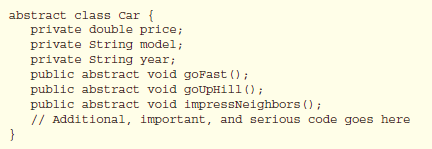 abstract class Car {
   private double price;
   private String model;
   private String year;
   public abstract void goFast();
   public abstract void goUpHill();
   public abstract void impressNeighbors();
   // Additional, important, and serious code goes here
}